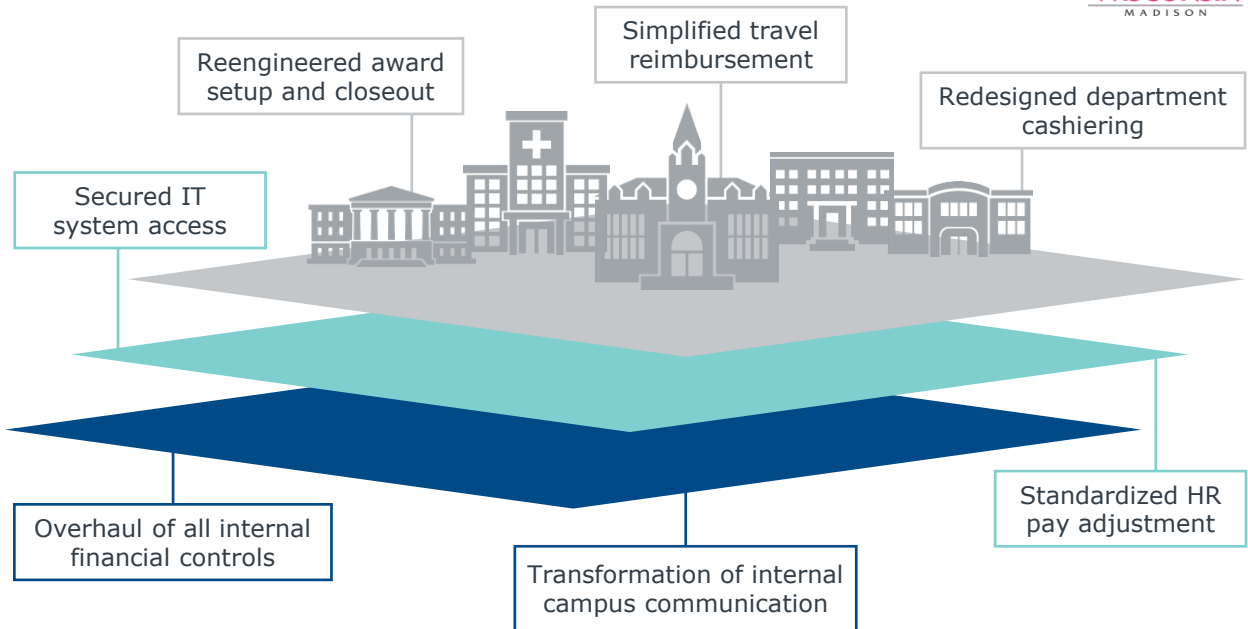 MADISON
Simplified travel
reimbursement
Reengineered award
setup and closeout
Redesigned department
cashiering
Secured IT
system access
Standardized HR
pay adjustment
Overhaul of all internal
financial controls
Transformation of internal
campus communication